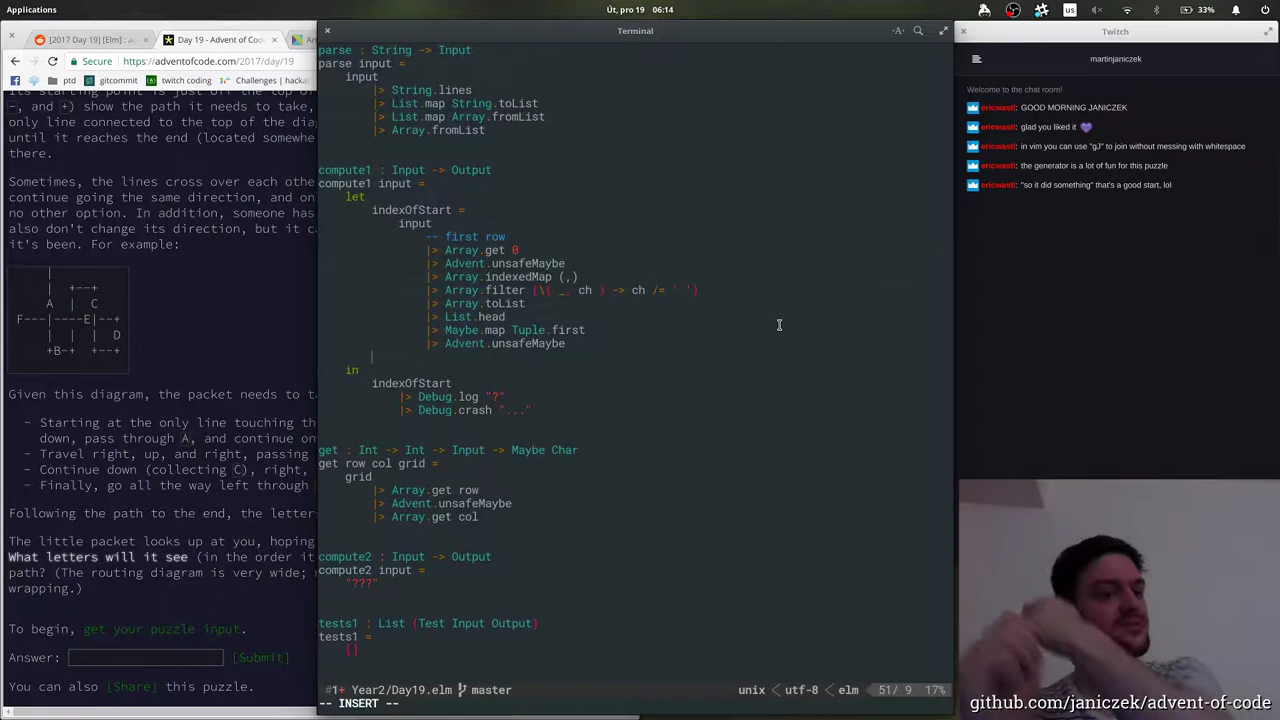 Applications
Út, pro 19 06:14
us
33%
[2017 Day 19] [Elm] : ad
Day 19 - Advent of Code
An
Secure
https://adventofcode.com/2017/day/19
ptd
gitcommit
twitch coding
Challenges | hackat
its starting point is just off the top of
-, and +) show the path it needs to take,
only line connected to the top of the diag
until it reaches the end (located somewhe
there.
Sometimes, the lines cross over each othe
continue going the same direction, and on
no other option. In addition, someone has
also don't change its direction, but it ca
it's been. For example:
|
| +--+
A | C
F---|----E|--+
| | | D
+B-+ +--+
Given this diagram, the packet needs to ta
- Starting at the only line touching th
down, pass through A, and continue on
- Travel right, up, and right, passing
- Continue down (collecting C), right,
- Finally, go all the way left through
Following the path to the end, the letters
The little packet looks up at you, hoping
What letters will it see (in the order it
path? (The routing diagram is very wide;
wrapping.)
To begin, get your puzzle input.
Answer:
[Submit]
You can also [Share] this puzzle.
Terminal
parse : String -> Input
parse input =
input
|> String.lines
|> List.map String.toList
|> List.map Array.fromList
|> Array.fromList
compute1 : Input -> Output
compute1 input =
let
indexOfStart =
input
-- first row
|> Array.get 0
|> Advent.unsafeMaybe
|> Array.indexedMap (,)
|> Array.filter (\( _, ch ) -> ch /= ' ')
|> Array.toList
|> List.head
|> Maybe.map Tuple.first
|> Advent.unsafeMaybe
in
indexOfStart
|> Debug.log "?"
|> Debug.crash "..."
get : Int -> Int -> Input -> Maybe Char
get row col grid =
grid
|> Array.get row
|> Advent.unsafeMaybe
|> Array.get col
compute2 : Input -> Output
compute2 input =
"???"
tests1 : List (Test Input Output)
tests1 =
[]
#1+ Year2/Day19.elm master
unix < utf-8 < elm
51/ 9
17%
-- INSERT --
Twitch
martinjaniczek
Welcome to the chat room!
ericwastl: GOOD MORNING JANICZEK
ericwastl: glad you liked it
ericwastl: in vim you can use "gJ" to join without messing with whitespace
ericwastl: the generator is a lot of fun for this puzzle
ericwastl: "so it did something" that's a good start, lol
github.com/janiczek/advent-of-code